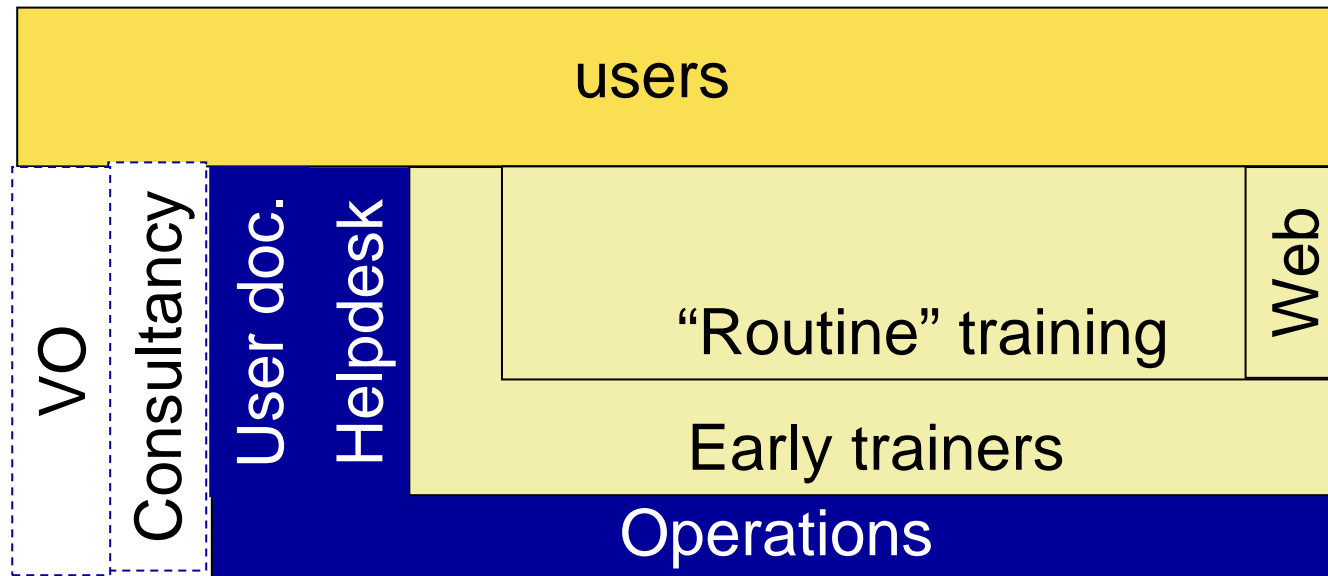 users
VO
Consultancy
User doc.
Helpdesk
“Routine” training
Web
Early trainers
Operations